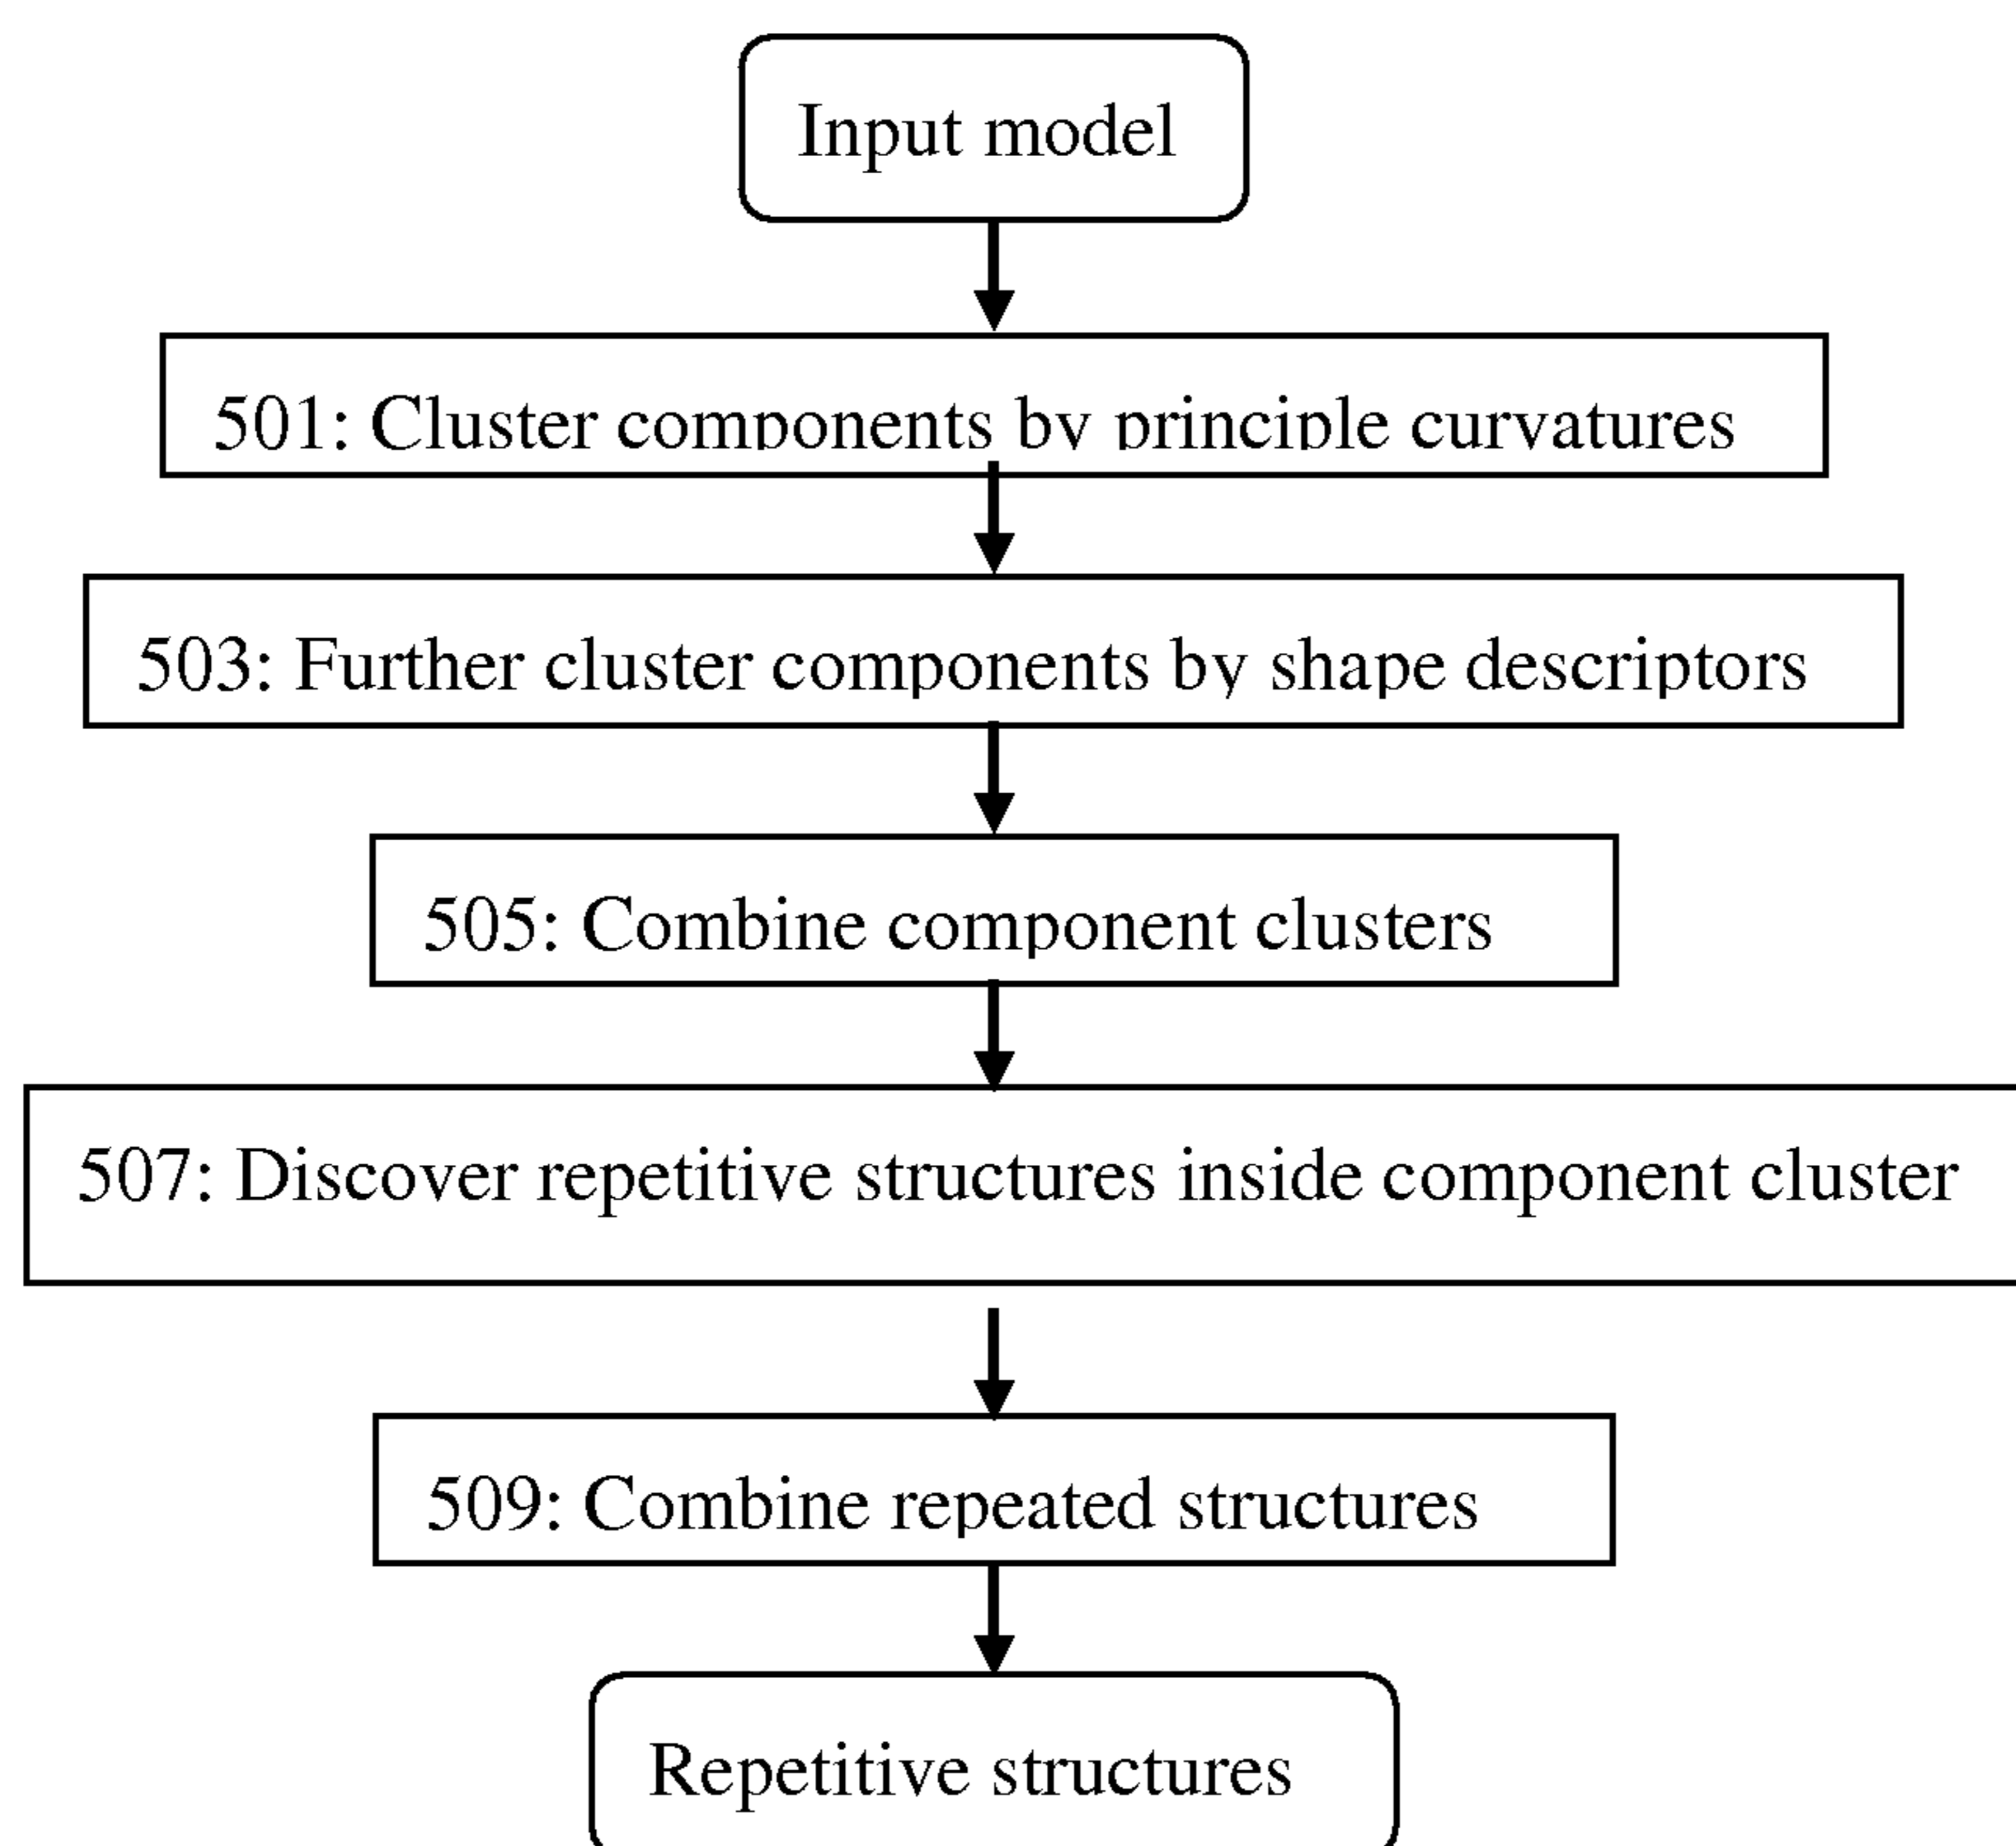 Input model
501: Cluster components by principle curvatures
503: Further cluster components by shape descriptors
505: Combine component clusters
507: Discover repetitive structures inside component cluster
509: Combine repeated structures
Repetitive structures